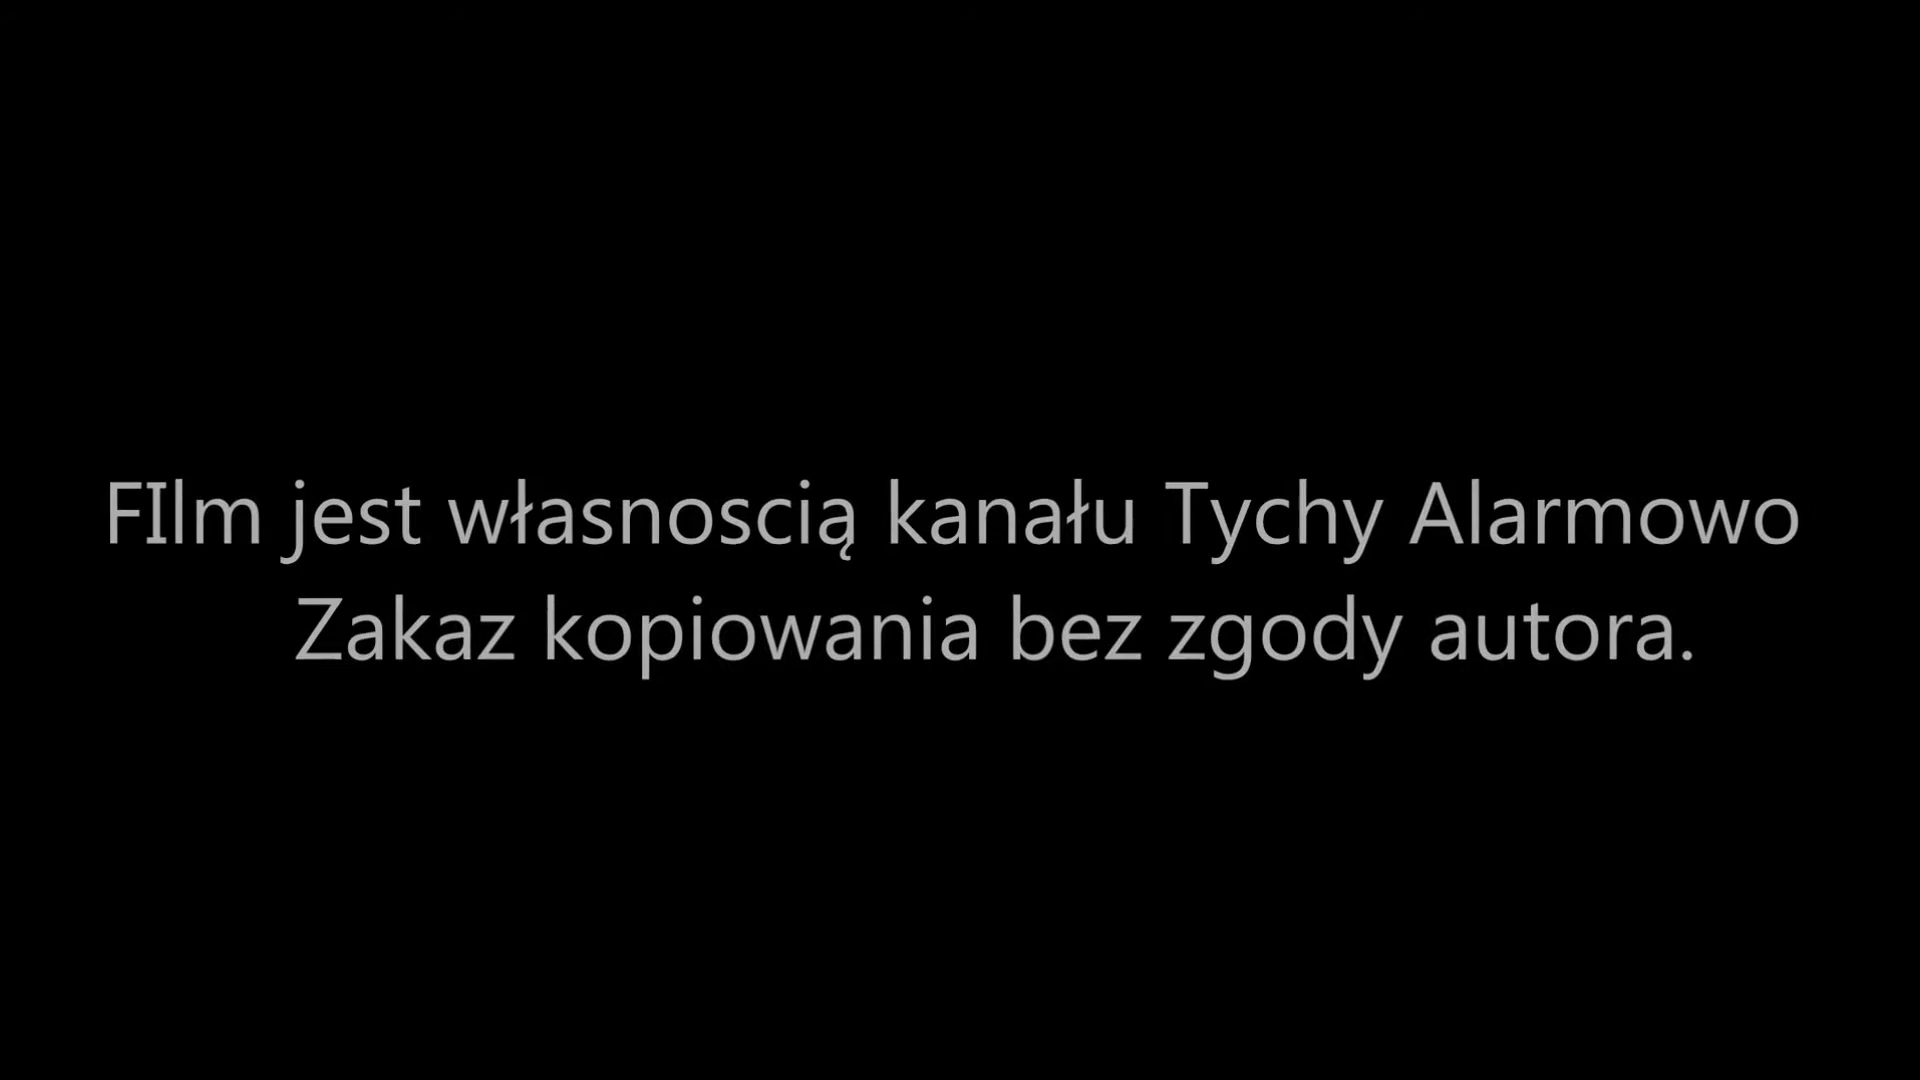 FIlm jest własnoscią kanału Tychy Alarmowo
Zakaz kopiowania bez zgody autora.